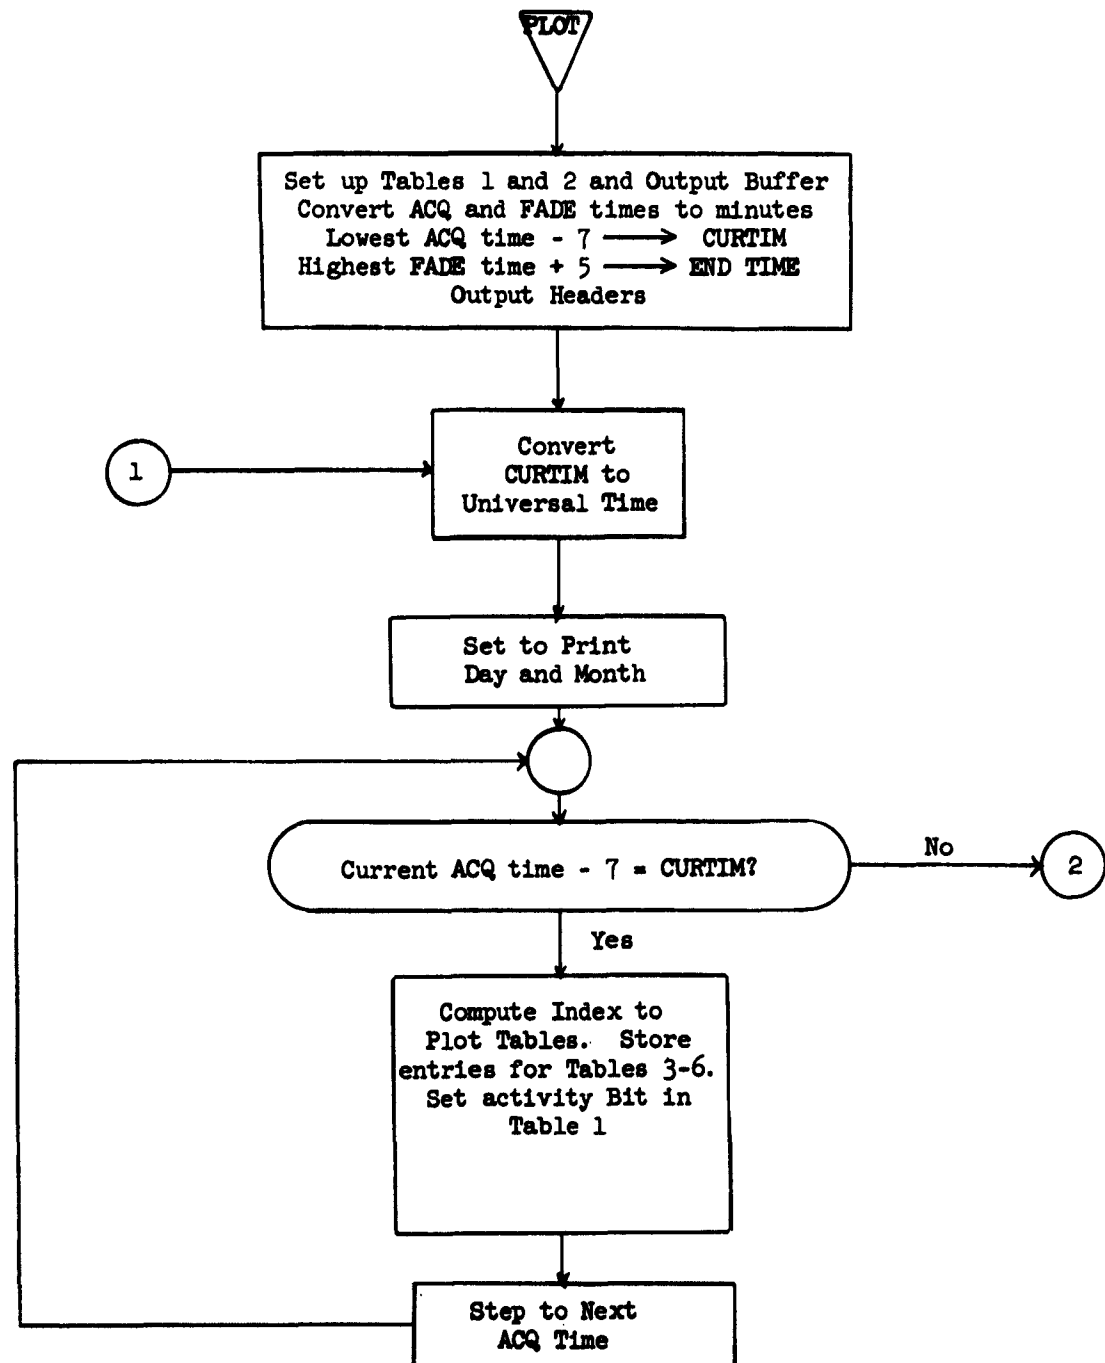 PLOT
Set up Tables 1 and 2 and Output Buffer
Convert ACQ and FADE times to minutes
Lowest ACQ time - 7 ⟶ CURTIM
Highest FADE time + 5 ⟶ END TIME
Output Headers
1
Convert
CURTIM to
Universal Time
Set to Print
Day and Month
Current ACQ time - 7 = CURTIM?
No
2
Yes
Compute Index to
Plot Tables. Store
entries for Tables 3-6.
Set activity Bit in
Table 1
Step to Next
ACQ Time